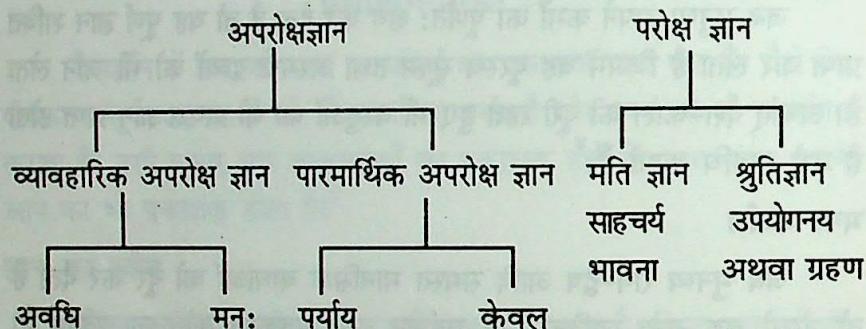 अपरोक्षज्ञान परोक्ष ज्ञान
व्यावहारिक अपरोक्ष ज्ञान पारमार्थिक अपरोक्ष ज्ञान मति ज्ञान श्रुतिज्ञान
साहचर्य उपयोगनय
भावना अथवा ग्रहण
अवधि मन: पर्याय केवल